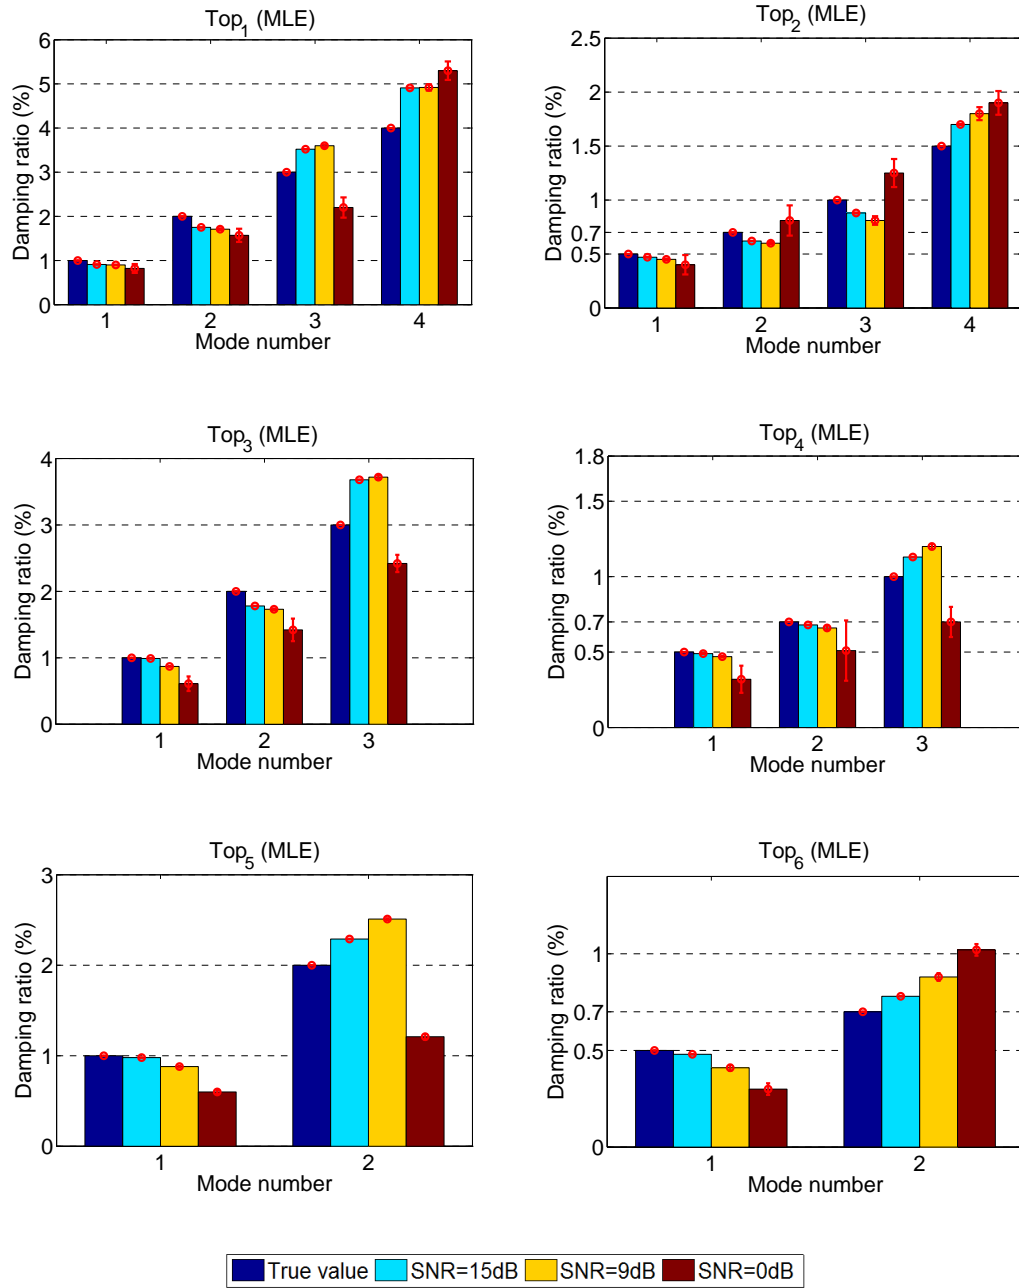 Top1 (MLE)
Damping ratio (%)
6
5
4
3
2
1
0
1 2 3 4
Mode number
Top2 (MLE)
Damping ratio (%)
2.5
2
1.5
1
0.7
0.5
0
1 2 3 4
Mode number
Top3 (MLE)
Damping ratio (%)
4
3
2
1
0
1 2 3
Mode number
Top4 (MLE)
Damping ratio (%)
1.8
1.5
1
0.7
0.5
0
1 2 3
Mode number
Top5 (MLE)
Damping ratio (%)
3
2
1
0
1 2
Mode number
Top6 (MLE)
Damping ratio (%)
1
0.7
0.5
0
1 2
Mode number
True value SNR=15dB SNR=9dB SNR=0dB